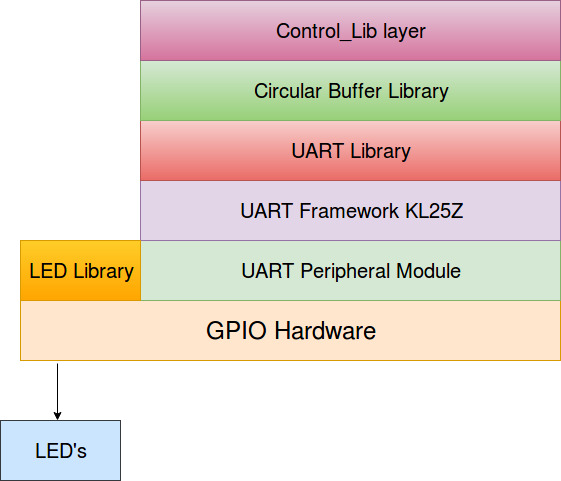 Control_Lib layer
Circular Buffer Library
UART Library
UART Framework KL25Z
LED Library
UART Peripheral Module
GPIO Hardware
LED's